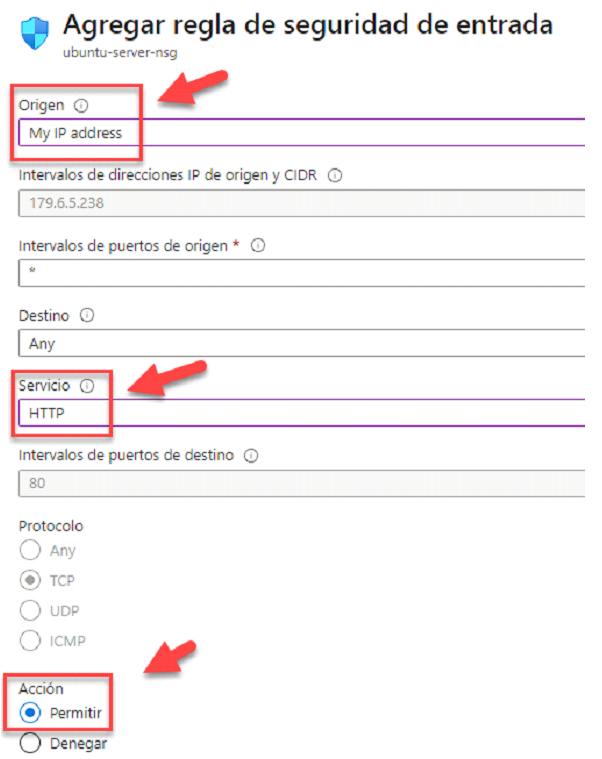 Agregar regla de seguridad de entrada
ubuntu-server-nsg
Origen
My IP address
Intervalos de direcciones IP de origen y CIDR
179.6.5.238
Intervalos de puertos de origen *
*
Destino
Any
Servicio
HTTP
Intervalos de puertos de destino
80
Protocolo
Any
TCP
UDP
ICMP
Acción
Permitir
Denegar